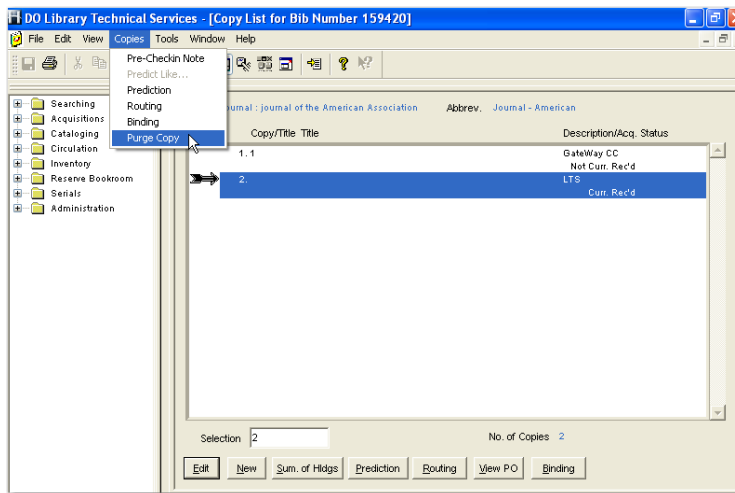 DO Library Technical Services - [Copy List for Bib Number 159420]
File Edit View Copies Tools Window Help
Pre-Checkin Note
Predict Like...
Prediction
Routing
Binding
Purge Copy
Searching
Acquisitions
Cataloging
Circulation
Inventory
Reserve Bookroom
Serials
Administration
urnal : journal of the American Association Abbrev. Journal - American
Copy/Title Title Description/Acq. Status
1. 1 GateWay CC
Not Curr. Rec'd
2. LTS
Curr. Rec'd
Selection 2 No. of Copies 2
Edit New Sum. of Hldgs Prediction Routing View PO Binding